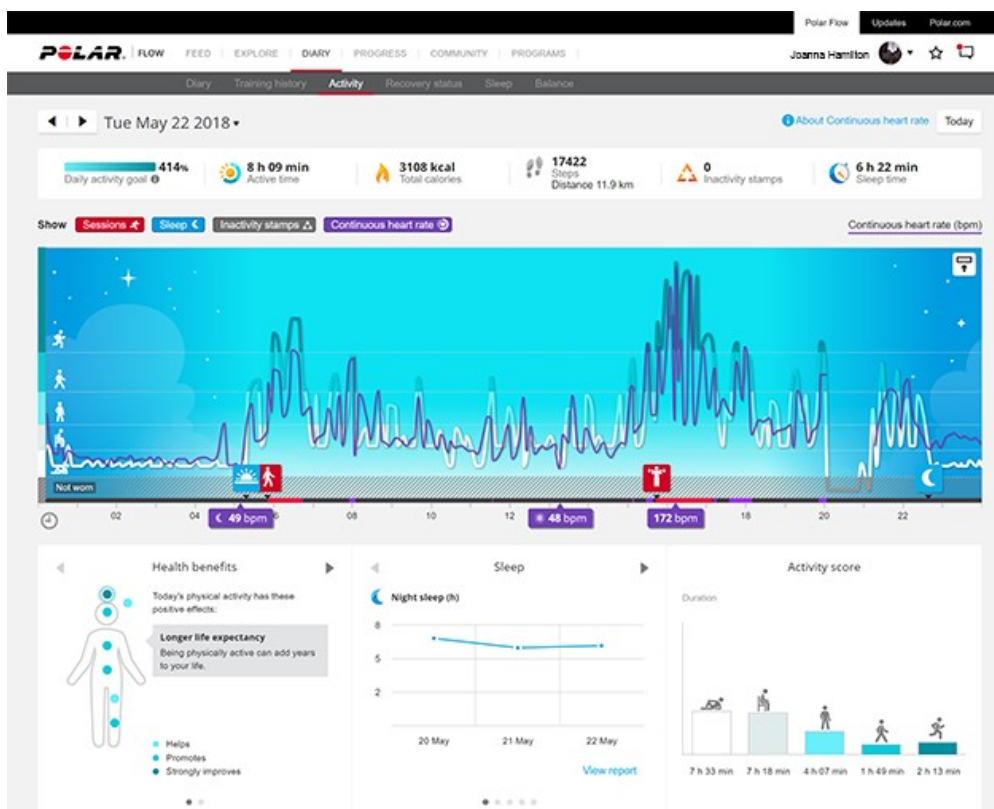 Polar Flow Updates Polar.com
POLAR. FLOW FEED EXPLORE DIARY PROGRESS COMMUNITY PROGRAMS
Joanna Hamilton
Diary Training history Activity Recovery status Sleep Balance
Tue May 22 2018
About Continuous heart rate Today
414%
Daily activity goal
8 h 09 min
Active time
3108 kcal
Total calories
17422
Steps
Distance 11.9 km
0
Inactivity stamps
6 h 22 min
Sleep time
Show Sessions Sleep Inactivity stamps Continuous heart rate
Continuous heart rate (bpm)
Not worn
02 04 06 08 10 12 18 20 22
49 bpm
48 bpm
172 bpm
Health benefits
Today's physical activity has these
positive effects:
Longer life expectancy
Being physically active can add years
to your life.
Helps
Promotes
Strongly improves
Sleep
Night sleep (h)
8
5
2
20 May 21 May 22 May
View report
Activity score
Duration
7 h 33 min 7 h 18 min 4 h 07 min 1 h 49 min 2 h 13 min